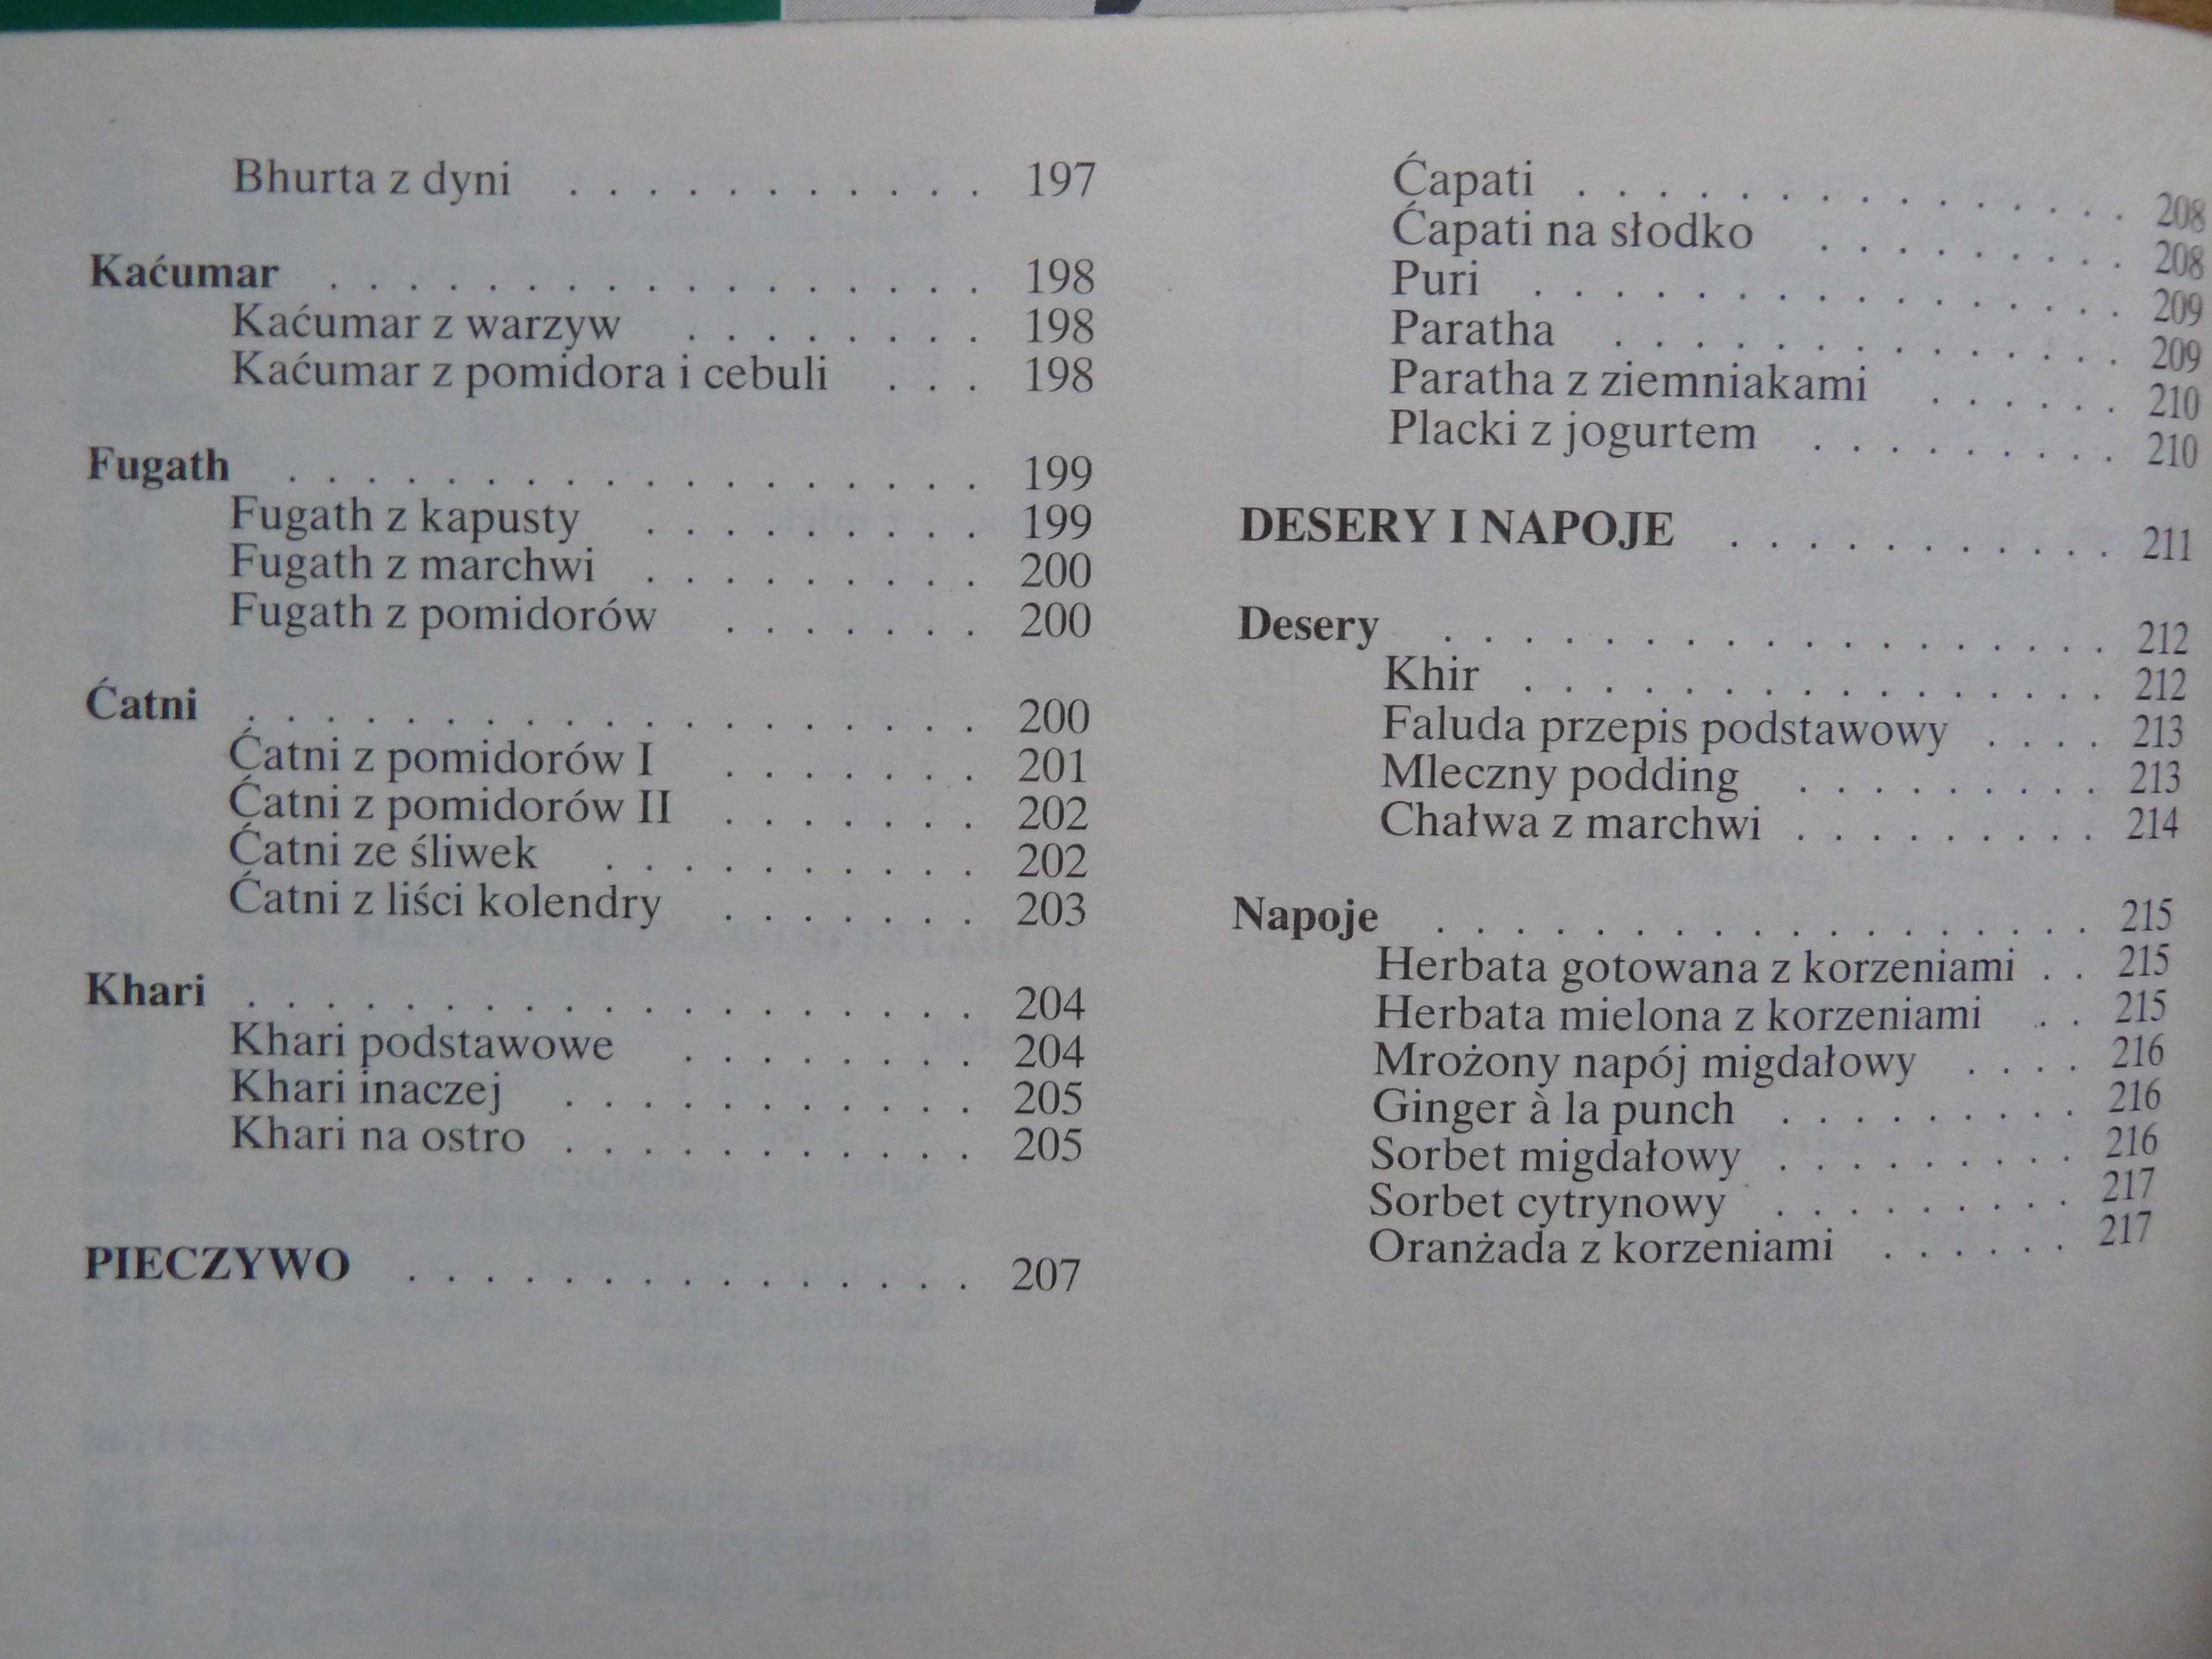 Bhurta z dyni . . . . . . . . . . . 197
Kaćumar . . . . . . . . . . . . . . . . . 198
Kaćumar z warzyw . . . . . . . . 198
Kaćumar z pomidora i cebuli . . . 198
Fugath . . . . . . . . . . . . . . . . . . 199
Fugath z kapusty . . . . . . . . . 199
Fugath z marchwi . . . . . . . . . 200
Fugath z pomidorów . . . . . . . 200
Ćatni . . . . . . . . . . . . . . . . . . . 200
Ćatni z pomidorów I . . . . . . . 201
Ćatni z pomidorów II . . . . . . . 202
Ćatni ze śliwek . . . . . . . . . . 202
Ćatni z liści kolendry . . . . . . . 203
Khari . . . . . . . . . . . . . . . . . . . 204
Khari podstawowe . . . . . . . . 204
Khari inaczej . . . . . . . . . . . 205
Khari na ostro . . . . . . . . . . . 205
PIECZYWO . . . . . . . . . . . . . . . 207
Ćapati . . . . . . . . . . . . . . 208
Ćapati na słodko . . . . . . . . 208
Puri . . . . . . . . . . . . . . . 209
Paratha . . . . . . . . . . . . . 209
Paratha z ziemniakami . . . . . 210
Placki z jogurtem . . . . . . . . 210
DESERY I NAPOJE . . . . . . . . . . 211
Desery . . . . . . . . . . . . . . . . . 212
Khir . . . . . . . . . . . . . . . 212
Faluda przepis podstawowy . . . . 213
Mleczny podding . . . . . . . . 213
Chałwa z marchwi . . . . . . . . 214
Napoje . . . . . . . . . . . . . . . . . 215
Herbata gotowana z korzeniami . . 215
Herbata mielona z korzeniami . . 215
Mrożony napój migdałowy . . . . 216
Ginger à la punch . . . . . . . . 216
Sorbet migdałowy . . . . . . . . 216
Sorbet cytrynowy . . . . . . . . 217
Oranżada z korzeniami . . . . . 217